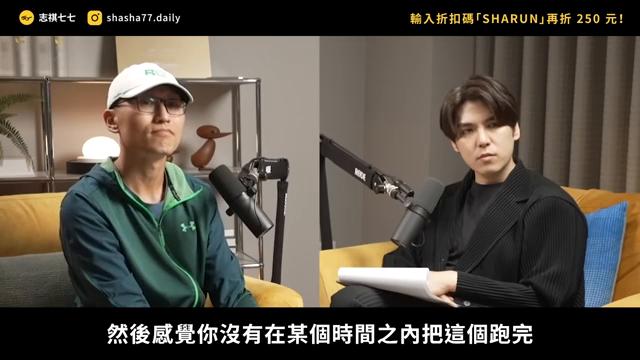 志祺七七
shasha77.daily
輸入折扣碼「SHARUN」再折 250 元!
RODE
然後感覺你沒有在某個時間之內把這個跑完